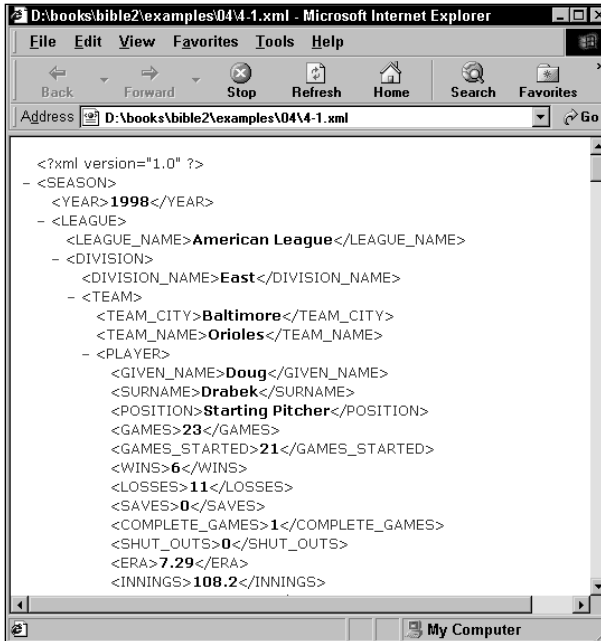 D:\books\bible2\examples\04\4-1.xml - Microsoft Internet Explorer
File Edit View Favorites Tools Help
Back Forward Stop Refresh Home Search Favorites
Address D:\books\bible2\examples\04\4-1.xml Go
<?xml version="1.0" ?>
- <SEASON>
<YEAR>1998</YEAR>
- <LEAGUE>
<LEAGUE_NAME>American League</LEAGUE_NAME>
- <DIVISION>
<DIVISION_NAME>East</DIVISION_NAME>
- <TEAM>
<TEAM_CITY>Baltimore</TEAM_CITY>
<TEAM_NAME>Orioles</TEAM_NAME>
- <PLAYER>
<GIVEN_NAME>Doug</GIVEN_NAME>
<SURNAME>Drabek</SURNAME>
<POSITION>Starting Pitcher</POSITION>
<GAMES>23</GAMES>
<GAMES_STARTED>21</GAMES_STARTED>
<WINS>6</WINS>
<LOSSES>11</LOSSES>
<SAVES>0</SAVES>
<COMPLETE_GAMES>1</COMPLETE_GAMES>
<SHUT_OUTS>0</SHUT_OUTS>
<ERA>7.29</ERA>
<INNINGS>108.2</INNINGS>
My Computer